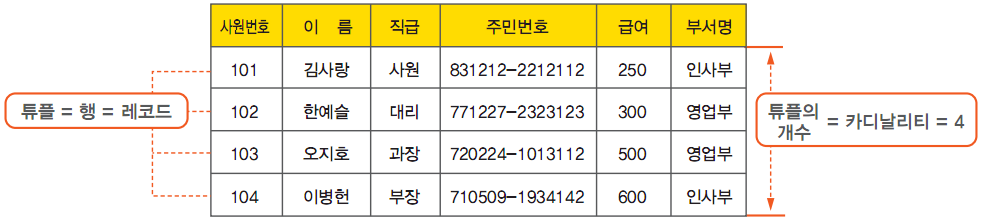 사원번호 이 름 직급 주민번호 급여 부서명
101 김사랑 사원 831212-2212112 250 인사부
102 한예슬 대리 771227-2323123 300 영업부
103 오지호 과장 720224-1013112 500 영업부
104 이병헌 부장 710509-1934142 600 인사부
튜플 = 행 = 레코드
튜플의
개수 = 카디날리티 = 4